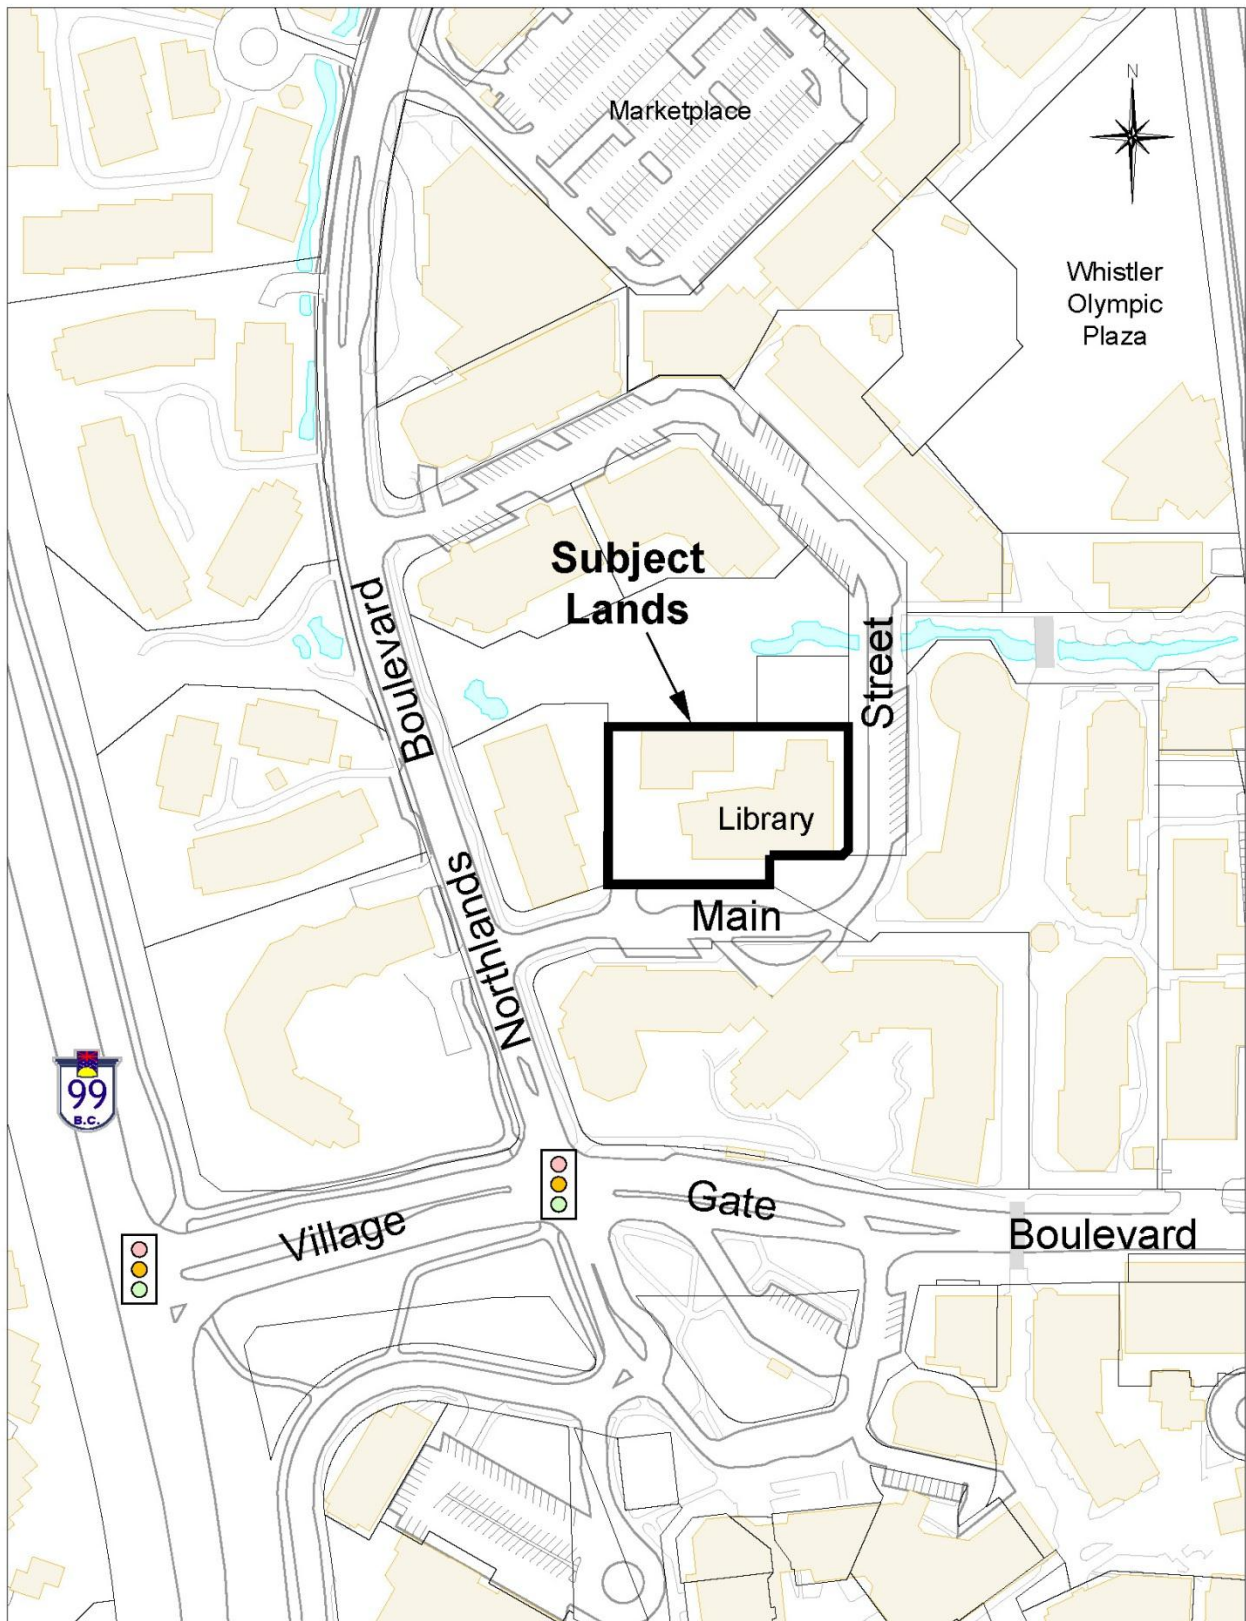 N
Marketplace
Whistler
Olympic
Plaza
Subject
Lands
Boulevard
Street
Library
Northlands
Main
99
B.C.
Village
Gate
Boulevard